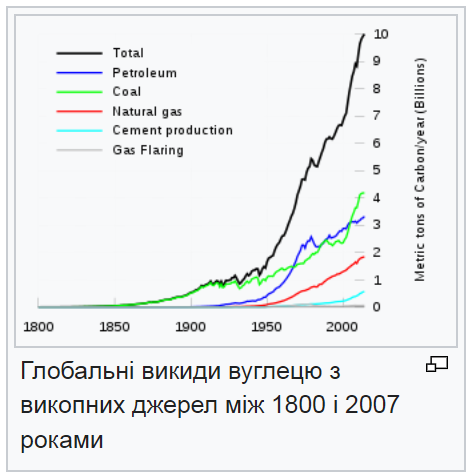 Total
Petroleum
Coal
Natural gas
Cement production
Gas Flaring
10
9
8
7
6
5
4
3
2
1
0
Metric tons of Carbon/year (Billions)
1800 1850 1900 1950 2000
Глобальні викиди вуглецю з
викопних джерел між 1800 і 2007
роками